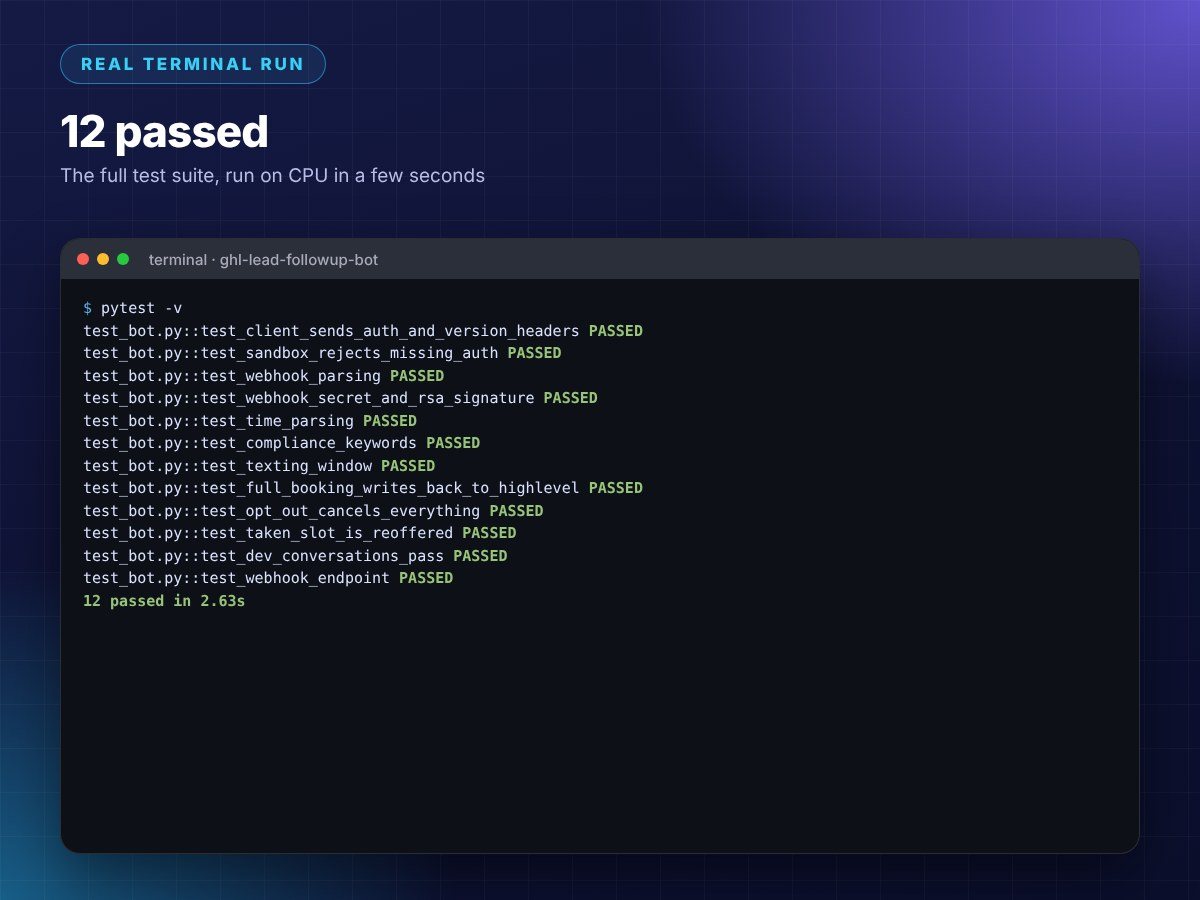 REAL TERMINAL RUN
12 passed
The full test suite, run on CPU in a few seconds
terminal · ghl-lead-followup-bot
$ pytest -v
test_bot.py::test_client_sends_auth_and_version_headers PASSED
test_bot.py::test_sandbox_rejects_missing_auth PASSED
test_bot.py::test_webhook_parsing PASSED
test_bot.py::test_webhook_secret_and_rsa_signature PASSED
test_bot.py::test_time_parsing PASSED
test_bot.py::test_compliance_keywords PASSED
test_bot.py::test_texting_window PASSED
test_bot.py::test_full_booking_writes_back_to_highlevel PASSED
test_bot.py::test_opt_out_cancels_everything PASSED
test_bot.py::test_taken_slot_is_reoffered PASSED
test_bot.py::test_dev_conversations_pass PASSED
test_bot.py::test_webhook_endpoint PASSED
12 passed in 2.63s